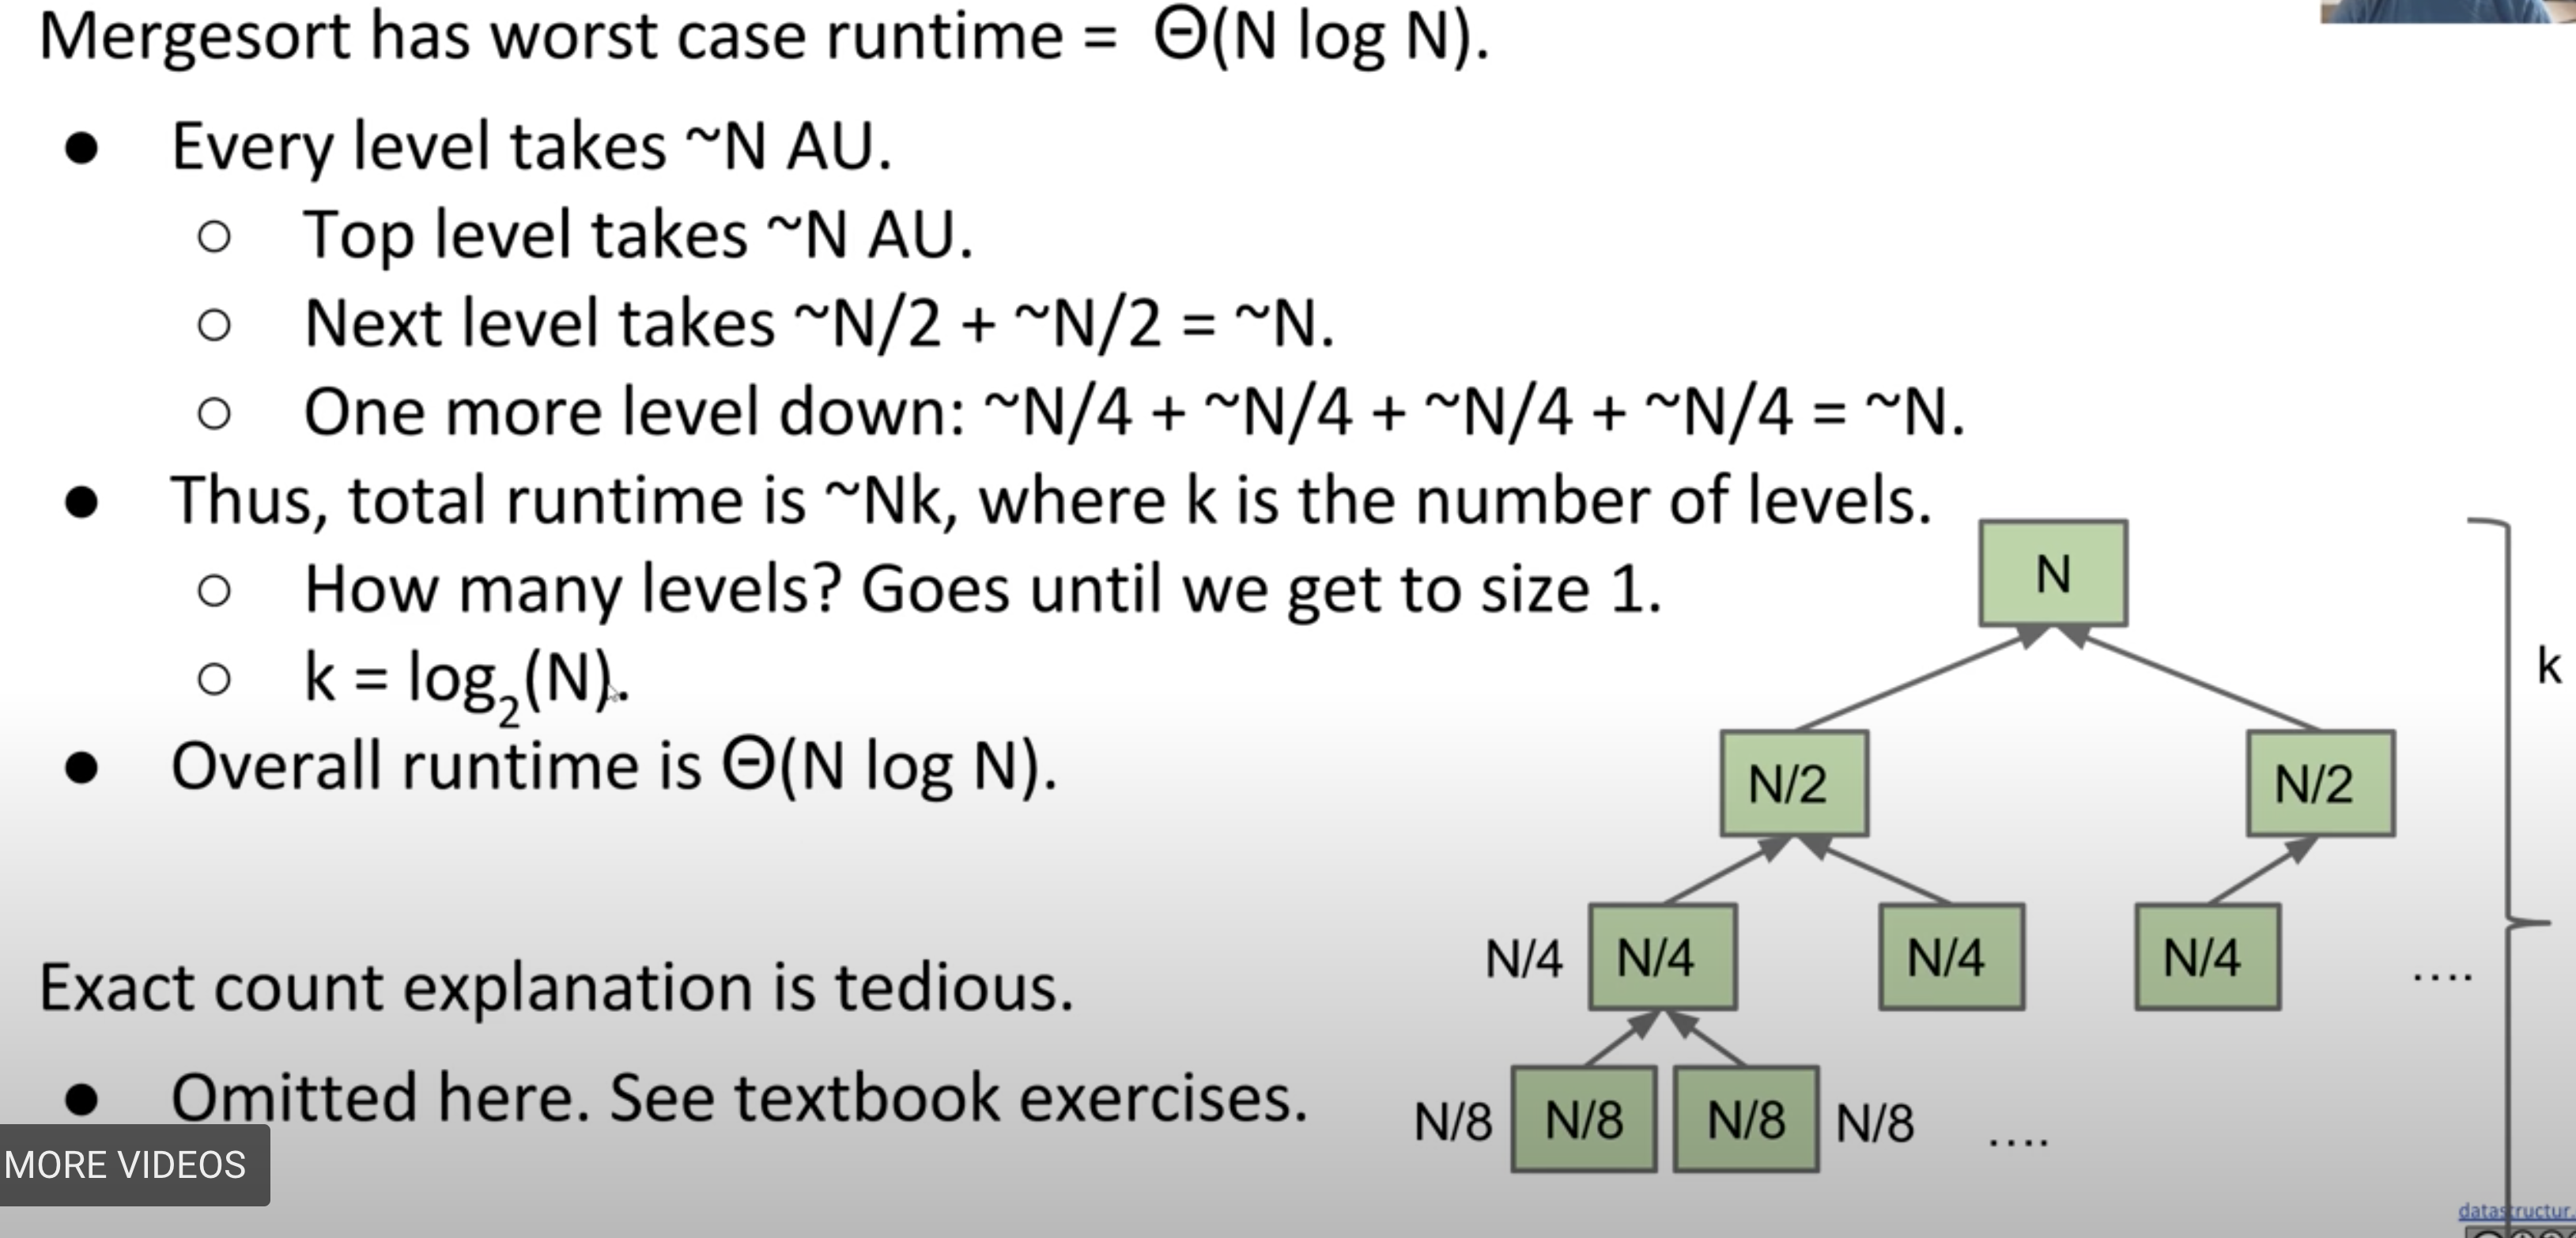 Mergesort has worst case runtime = Θ(N log N).
● Every level takes ~N AU.
○ Top level takes ~N AU.
○ Next level takes ~N/2 + ~N/2 = ~N.
○ One more level down: ~N/4 + ~N/4 + ~N/4 + ~N/4 = ~N.
● Thus, total runtime is ~Nk, where k is the number of levels.
○ How many levels? Goes until we get to size 1.
○ k = log₂(N).
● Overall runtime is Θ(N log N).
Exact count explanation is tedious.
● Omitted here. See textbook exercises.
MORE VIDEOS
N
k
N/2 N/2
N/4 N/4 N/4 N/4 ....
N/8 N/8 N/8 N/8 ....
datastructur.